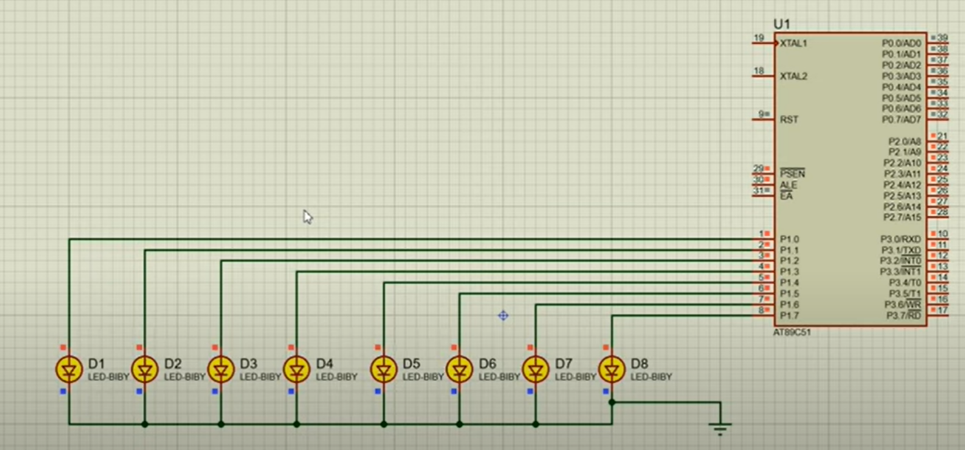 U1
19 XTAL1 P0.0/AD0 39
P0.1/AD1 38
P0.2/AD2 37
18 XTAL2 P0.3/AD3 36
P0.4/AD4 35
P0.5/AD5 34
P0.6/AD6 33
9 RST P0.7/AD7 32
P2.0/A8 21
P2.1/A9 22
P2.2/A10 23
29 PSEN P2.3/A11 24
30 ALE P2.4/A12 25
31 EA P2.5/A13 26
P2.6/A14 27
P2.7/A15 28
1 P1.0 P3.0/RXD 10
2 P1.1 P3.1/TXD 11
3 P1.2 P3.2/INT0 12
4 P1.3 P3.3/INT1 13
5 P1.4 P3.4/T0 14
6 P1.5 P3.5/T1 15
7 P1.6 P3.6/WR 16
8 P1.7 P3.7/RD 17
AT89C51
D1 D2 D3 D4 D5 D6 D7 D8
LED-BIBY LED-BIBY LED-BIBY LED-BIBY LED-BIBY LED-BIBY LED-BIBY LED-BIBY